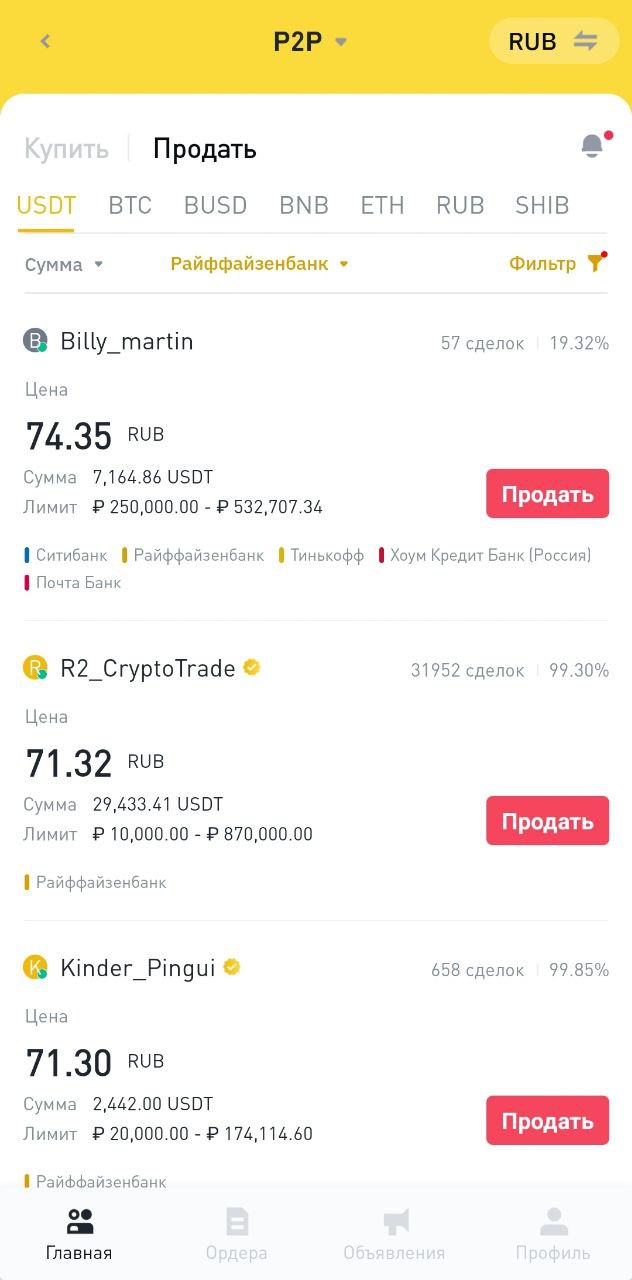 P2P
RUB
Купить Продать
USDT BTC BUSD BNB ETH RUB SHIB
Сумма Райффайзенбанк Фильтр
B Billy_martin 57 сделок 19.32%
Цена
74.35 RUB
Сумма 7,164.86 USDT
Лимит ₽ 250,000.00 - ₽ 532,707.34
Продать
Ситибанк Райффайзенбанк Тинькофф Хоум Кредит Банк (Россия)
Почта Банк
R R2_CryptoTrade 31952 сделок 99.30%
Цена
71.32 RUB
Сумма 29,433.41 USDT
Лимит ₽ 10,000.00 - ₽ 870,000.00
Продать
Райффайзенбанк
K Kinder_Pingui 658 сделок 99.85%
Цена
71.30 RUB
Сумма 2,442.00 USDT
Лимит ₽ 20,000.00 - ₽ 174,114.60
Продать
Райффайзенбанк
Главная Ордера Объявления Профиль